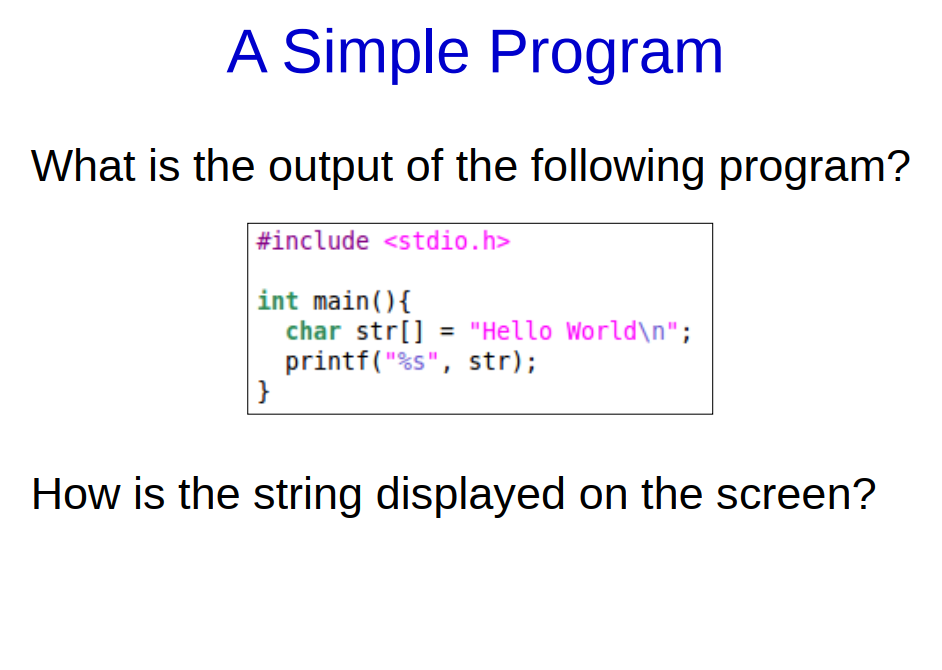 A Simple Program
What is the output of the following program?
#include <stdio.h>
int main(){
char str[] = "Hello World\n";
printf("%s", str);
}
How is the string displayed on the screen?